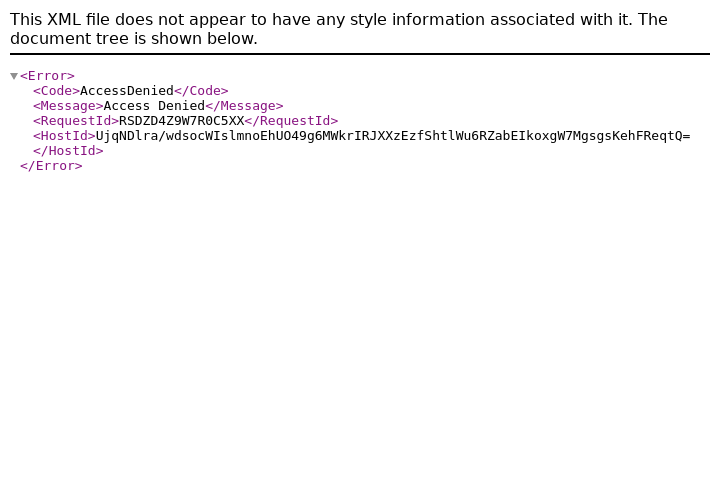 This XML file does not appear to have any style information associated with it. The
document tree is shown below.
<Error>
<Code>AccessDenied</Code>
<Message>Access Denied</Message>
<RequestId>RSDZD4Z9W7R0C5XX</RequestId>
<HostId>UjqNDlra/wdsocWIslmnoEhUO49g6MWkrIRJXXzEzfShtlWu6RZabEIkoxgW7MgsgsKehFReqtQ=
</HostId>
</Error>